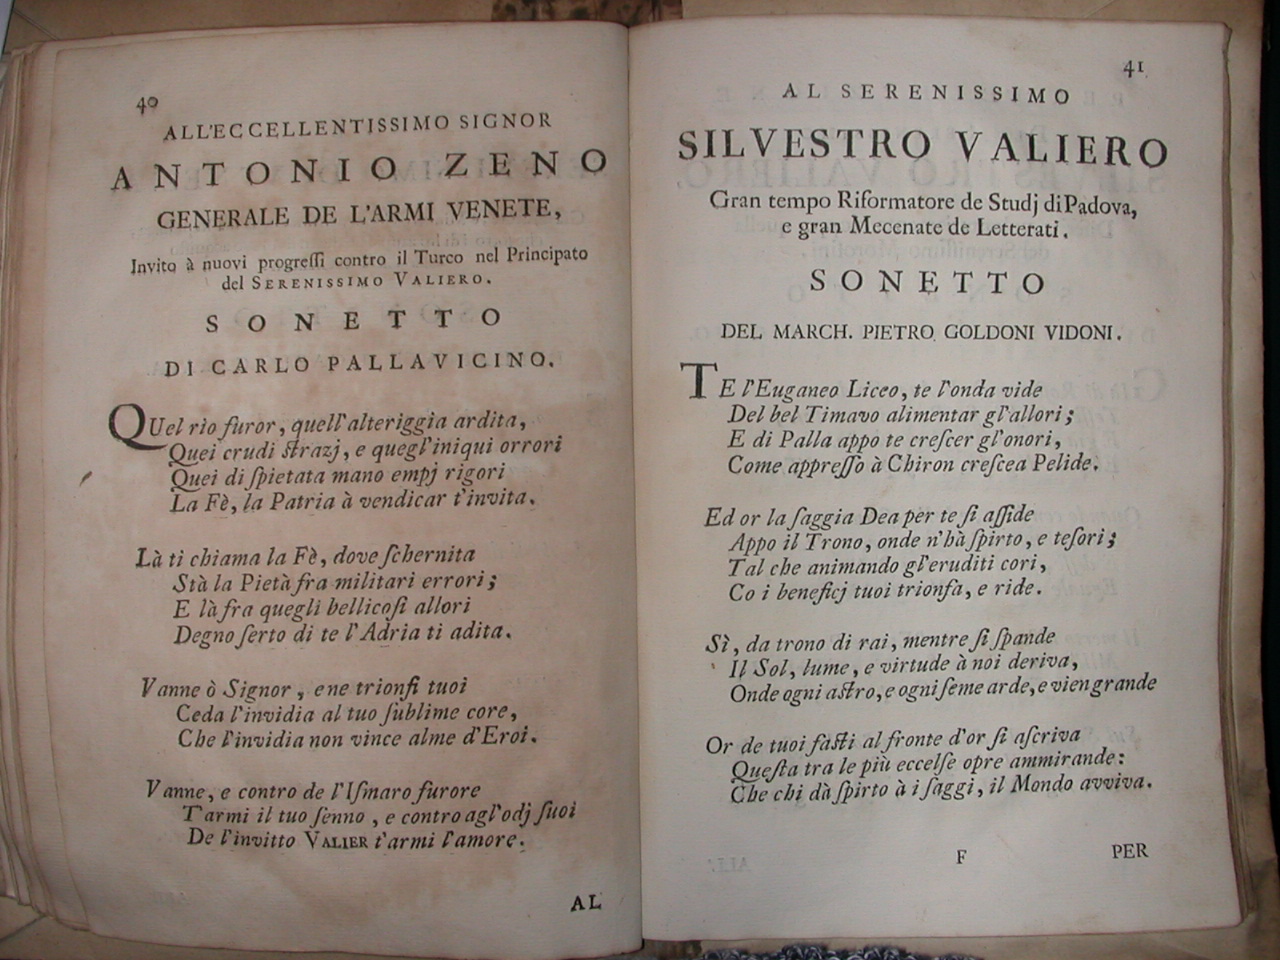 40
ALL'ECCELLENTISSIMO SIGNOR
ANTONIO ZENO
GENERALE DE L'ARMI VENETE,
Invito à nuovi progreſſi contro il Turco nel Principato
del SERENISSIMO VALIERO.
SONETTO
DI CARLO PALLAVICINO.
QUel rio furor, quell'alteriggia ardita,
Quei crudi ſtrazj, e quegl'iniqui orrori
Quei di ſpietata mano empj rigori
La Fè, la Patria à vendicar t'invita.
Là ti chiama la Fè, dove ſchernita
Stà la Pietà fra militari errori;
E là fra quegli bellicoſi allori
Degno ſerto di te l'Adria ti adita.
Vanne ò Signor, e ne trionfi tuoi
Ceda l'invidia al tuo ſublime core,
Che l'invidia non vince alme d'Eroi.
Vanne, e contro de l'Iſmaro furore
T'armi il tuo ſenno, e contro agl'odj ſuoi
De l'invitto VALIER t'armi l'amore.
AL
41
AL SERENISSIMO
SILVESTRO VALIERO
Gran tempo Riformatore de Studj di Padova,
e gran Mecenate de Letterati.
SONETTO
DEL MARCH. PIETRO GOLDONI VIDONI.
TE l'Euganeo Liceo, te l'onda vide
Del bel Timavo alimentar gl'allori;
E di Palla appo te creſcer gl'onori,
Come appreſſo à Chiron creſcea Pelide.
Ed or la ſaggia Dea per te ſi aſſide
Appo il Trono, onde n'hà ſpirto, e teſori;
Tal che animando gl'eruditi cori,
Co i beneficj tuoi trionfa, e ride.
Sì, da trono di rai, mentre ſi ſpande
Il Sol, lume, e virtude à noi deriva,
Onde ogni aſtro, e ogni ſeme arde, e vien grande
Or de tuoi faſti al fronte d'or ſi aſcriva
Queſta tra le più eccelſe opre ammirande:
Che chi dà ſpirto à i ſaggi, il Mondo avviva.
F
PER